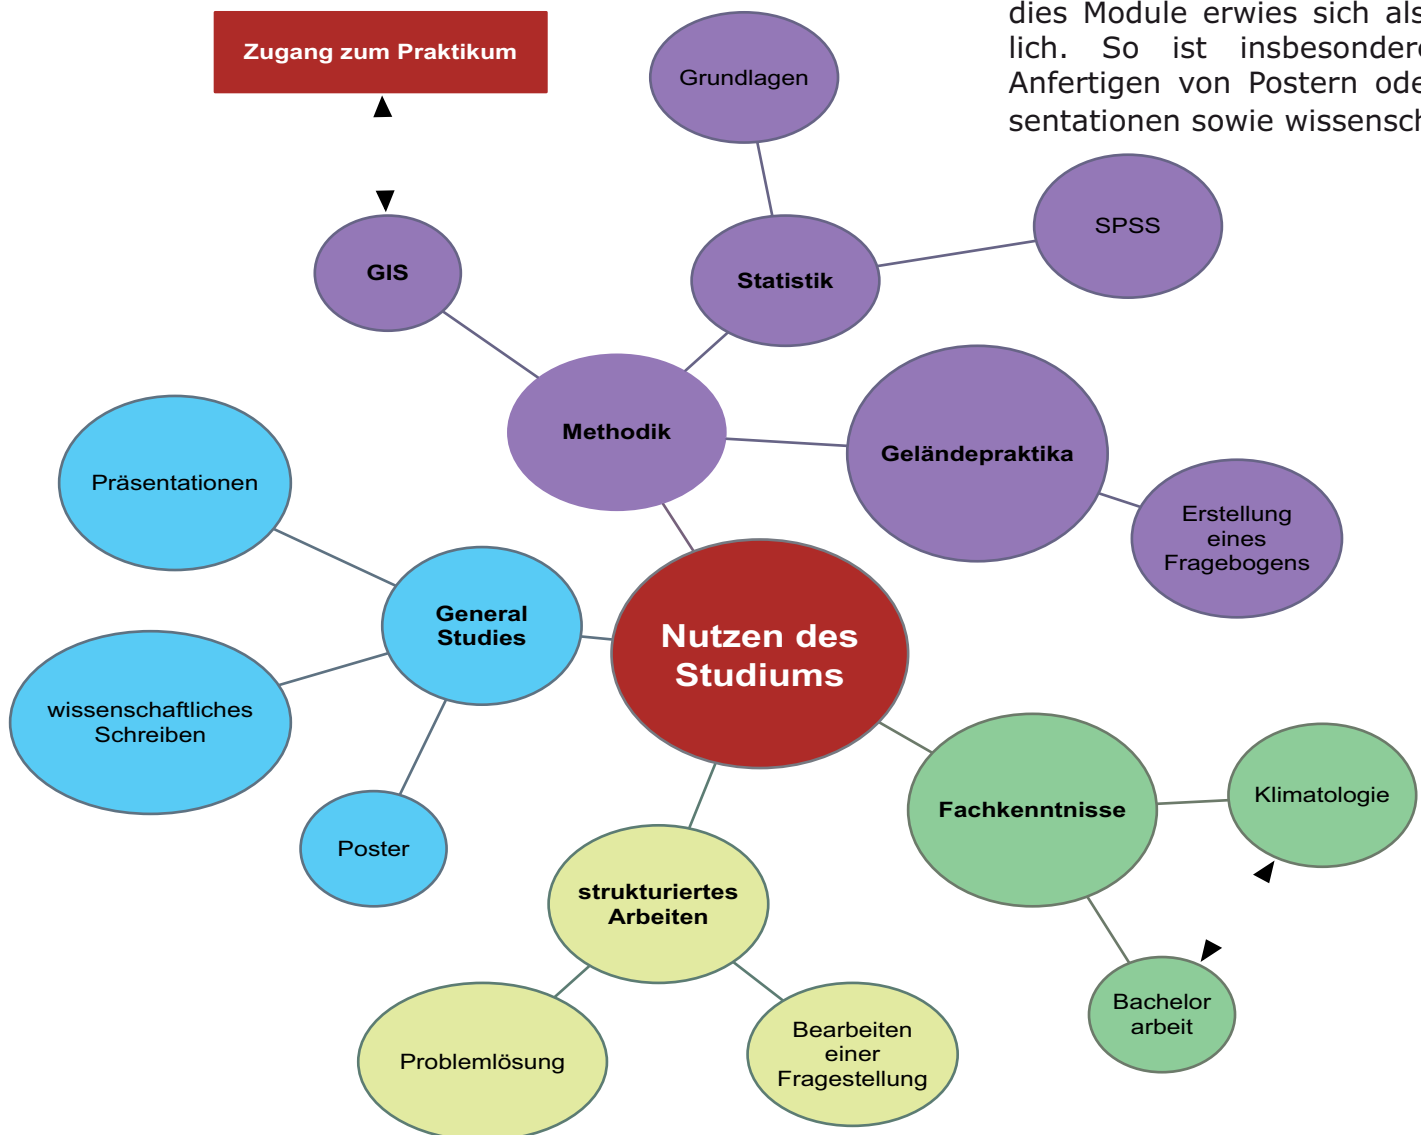 dies Module erwies sich als
lich. So ist insbesondere
Anfertigen von Postern ode
sentationen sowie wissensch
Zugang zum Praktikum
Grundlagen
SPSS
GIS
Statistik
Methodik
Geländepraktika
Erstellung
eines
Fragebogens
Präsentationen
General
Studies
wissenschaftliches
Schreiben
Poster
Nutzen des
Studiums
Fachkenntnisse
Klimatologie
Bachelor
arbeit
strukturiertes
Arbeiten
Problemlösung
Bearbeiten
einer
Fragestellung